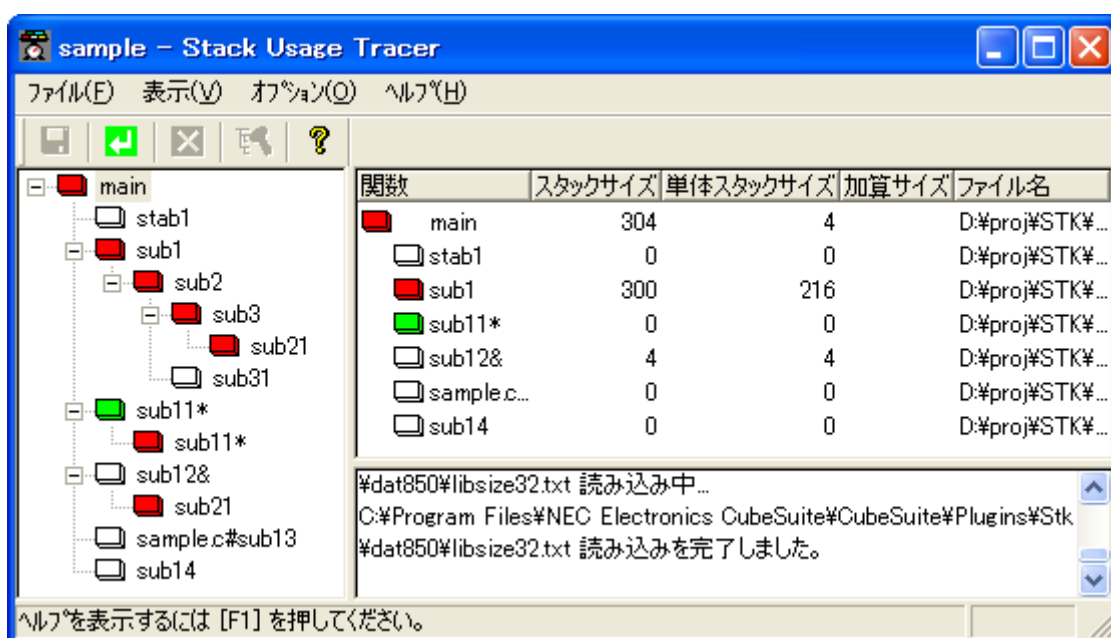 sample - Stack Usage Tracer
ファイル(F) 表示(V) オプション(O) ヘルプ(H)
main
stab1
sub1
sub2
sub3
sub21
sub31
sub11*
sub11*
sub12&
sub21
sample.c#sub13
sub14
関数 スタックサイズ 単体スタックサイズ 加算サイズ ファイル名
main 304 4 D:¥proj¥STK¥...
stab1 0 0 D:¥proj¥STK¥...
sub1 300 216 D:¥proj¥STK¥...
sub11* 0 0 D:¥proj¥STK¥...
sub12& 4 4 D:¥proj¥STK¥...
sample.c... 0 0 D:¥proj¥STK¥...
sub14 0 0 D:¥proj¥STK¥...
¥dat850¥libsize32.txt 読み込み中...
C:¥Program Files¥NEC Electronics CubeSuite¥CubeSuite¥Plugins¥Stk
¥dat850¥libsize32.txt 読み込みを完了しました。
ヘルプを表示するには [F1] を押してください。